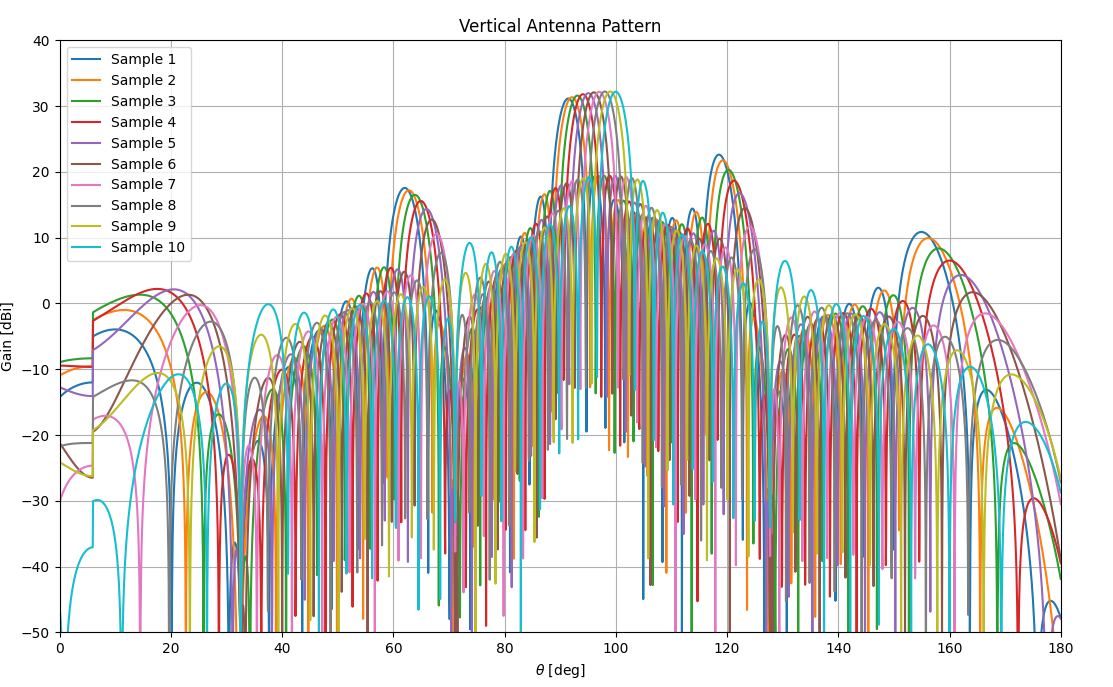 Vertical Antenna Pattern
40
30
20
10
0
−10
−20
−30
−40
−50
Gain [dBi]
Sample 1
Sample 2
Sample 3
Sample 4
Sample 5
Sample 6
Sample 7
Sample 8
Sample 9
Sample 10
0 20 40 60 80 100 120 140 160 180
θ [deg]